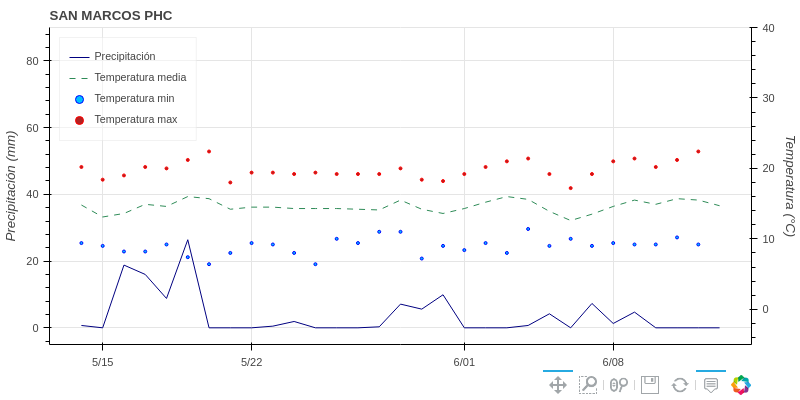 SAN MARCOS PHC
Precipitación
Temperatura media
Temperatura min
Temperatura max
Precipitación (mm)
80
60
40
20
0
Temperatura (°C)
40
30
20
10
0
5/15 5/22 6/01 6/08